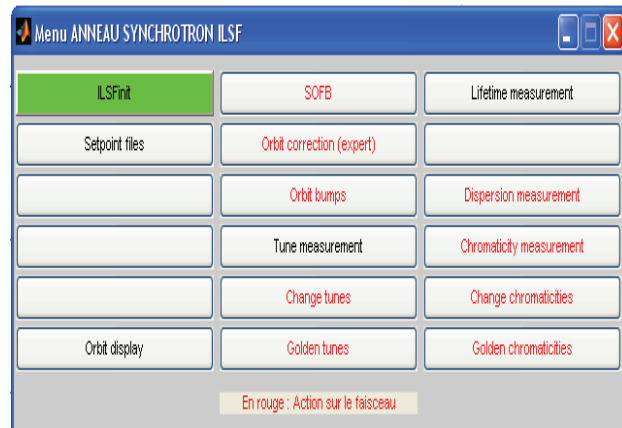 Menu ANNEAU SYNCHROTRON ILSF
ILSFinit
SOFB
Lifetime measurement
Setpoint files
Orbit correction (expert)
Orbit bumps
Dispersion measurement
Tune measurement
Chromaticity measurement
Change tunes
Change chromaticities
Orbit display
Golden tunes
Golden chromaticities
En rouge : Action sur le faisceau